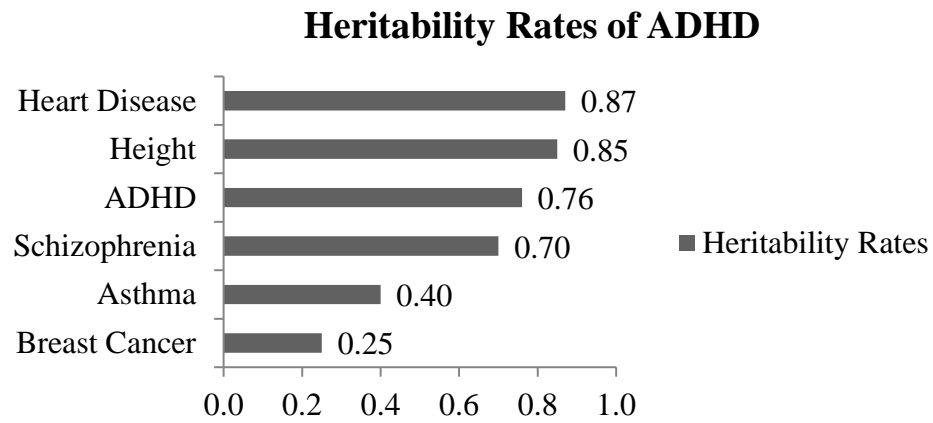 Heritability Rates of ADHD
Heart Disease 0.87
Height 0.85
ADHD 0.76
Schizophrenia 0.70
Heritability Rates
Asthma 0.40
Breast Cancer 0.25
0.0 0.2 0.4 0.6 0.8 1.0